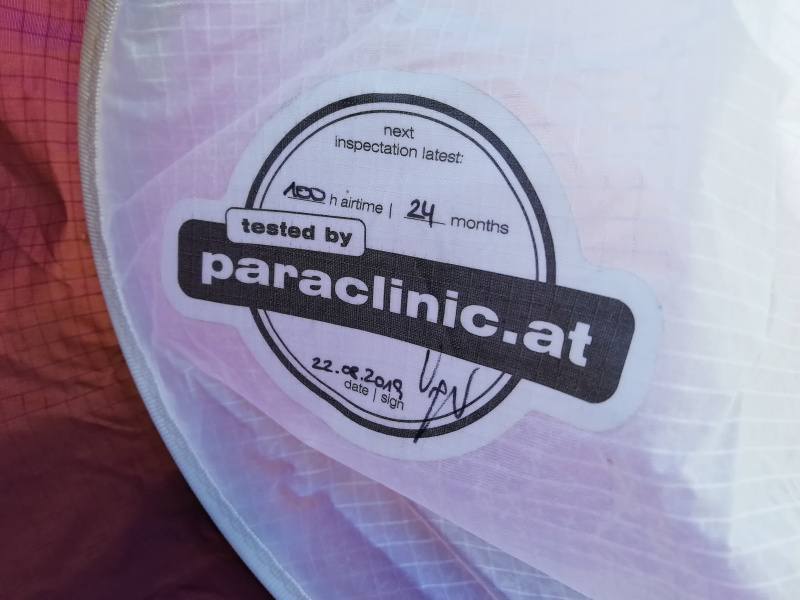 next
inspectation latest:
100 h airtime | 24 months
tested by
paraclinic.at
22.08.2019
date | sign